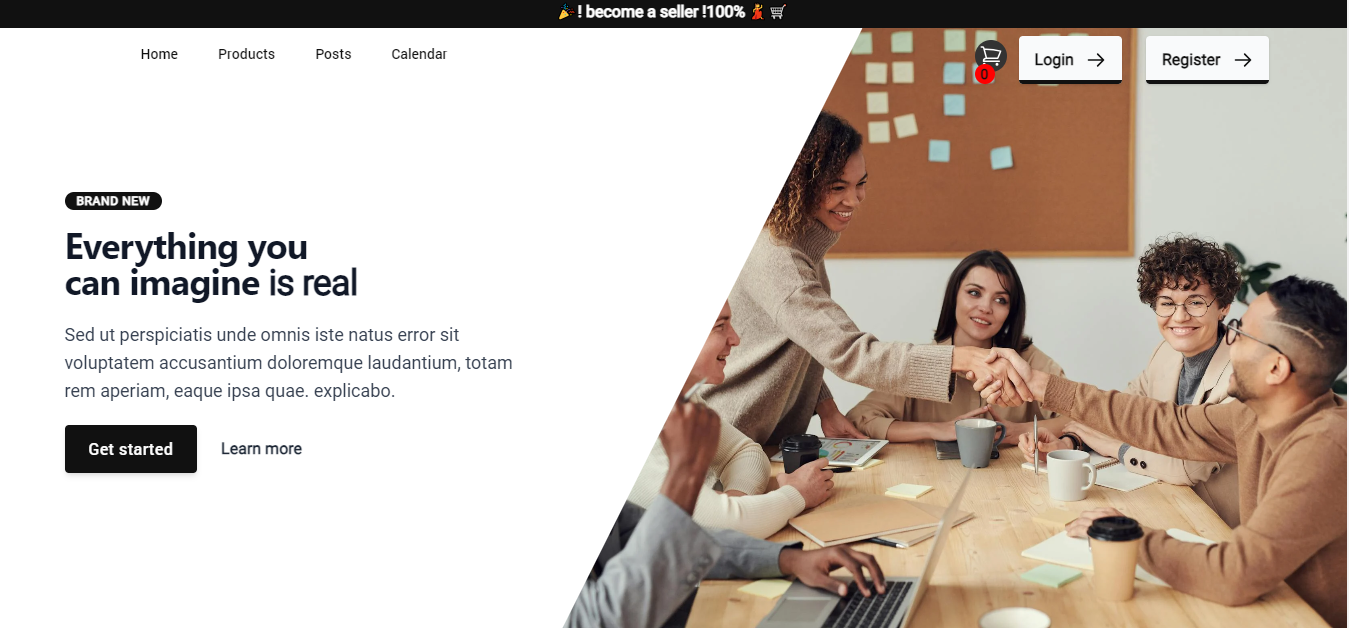 🎉 ! become a seller !100% 💃 🛒
Home Products Posts Calendar
0
Login → Register →
BRAND NEW
Everything you
can imagine is real
Sed ut perspiciatis unde omnis iste natus error sit
voluptatem accusantium doloremque laudantium, totam
rem aperiam, eaque ipsa quae. explicabo.
Get started Learn more